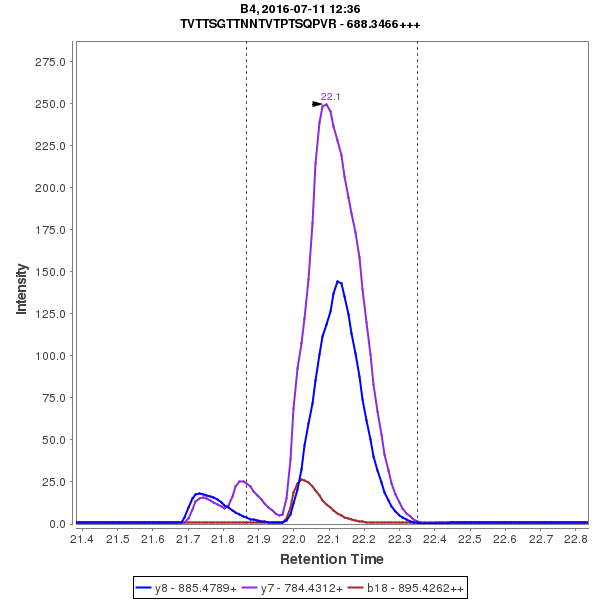 B4, 2016-07-11 12:36
TVTTSGTTNNTVTPTSQPVR - 688.3466+++
22.1
275.0
250.0
225.0
200.0
175.0
150.0
125.0
100.0
75.0
50.0
25.0
0.0
Intensity
21.4 21.5 21.6 21.7 21.8 21.9 22.0 22.1 22.2 22.3 22.4 22.5 22.6 22.7 22.8
Retention Time
y8 - 885.4789+ y7 - 784.4312+ b18 - 895.4262++